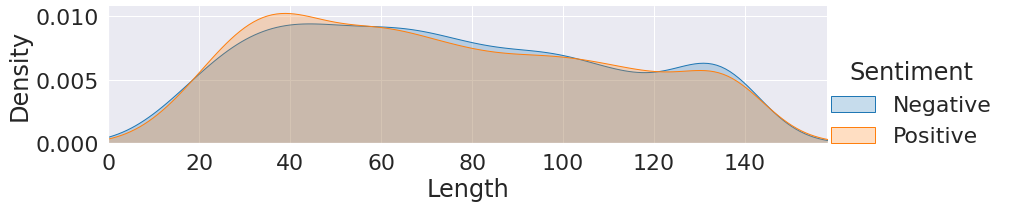 0.010
0.005
0.000
Density
0 20 40 60 80 100 120 140
Length
Sentiment
Negative
Positive